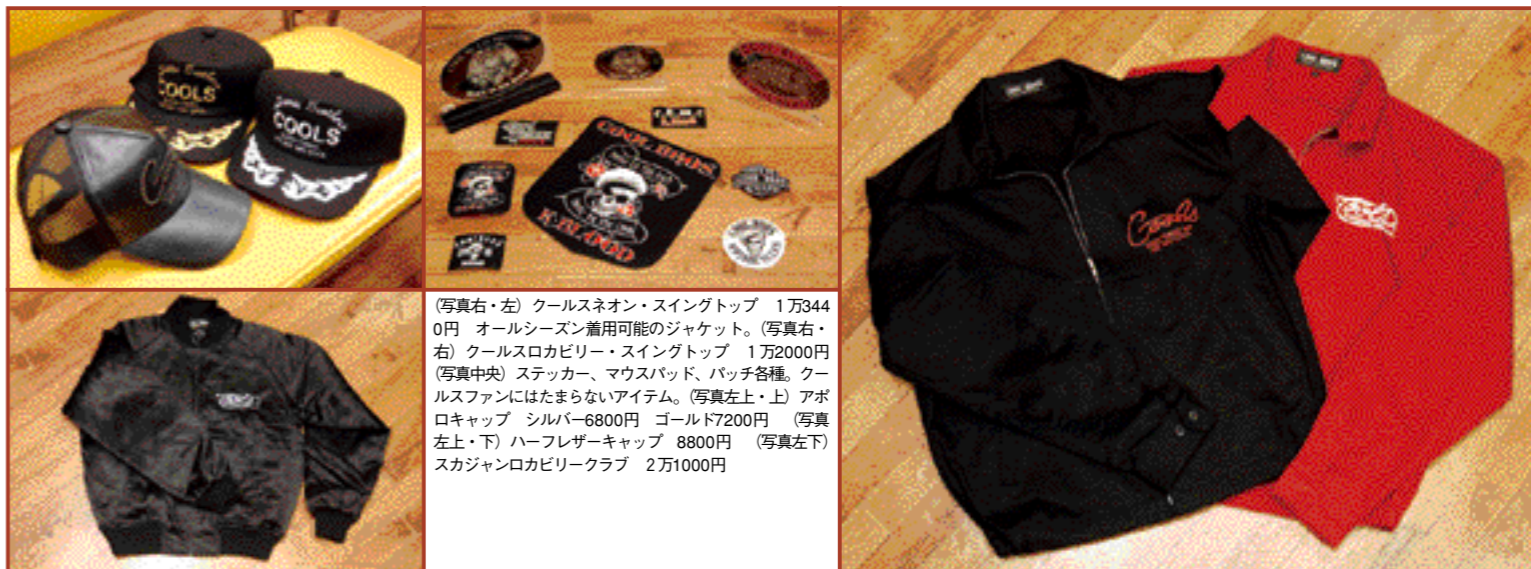 COOLS
COOLS
COOL BROS
K-BLOOD
Cools
(写真右・左) クールスネオン・スイングトップ　1万344
0円　オールシーズン着用可能のジャケット。(写真右・
右) クールスロカビリー・スイングトップ　1万2000円
(写真中央) ステッカー、マウスパッド、パッチ各種。クー
ルスファンにはたまらないアイテム。(写真左上・上) アポ
ロキャップ　シルバー6800円　ゴールド7200円　(写真
左上・下) ハーフレザーキャップ　8800円　(写真左下)
スカジャンロカビリークラブ　2万1000円